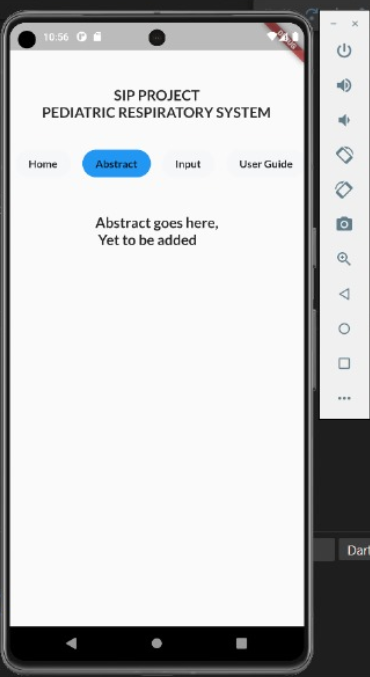 10:56
SIP PROJECT
PEDIATRIC RESPIRATORY SYSTEM
Home Abstract Input User Guide
Abstract goes here,
Yet to be added
Dart